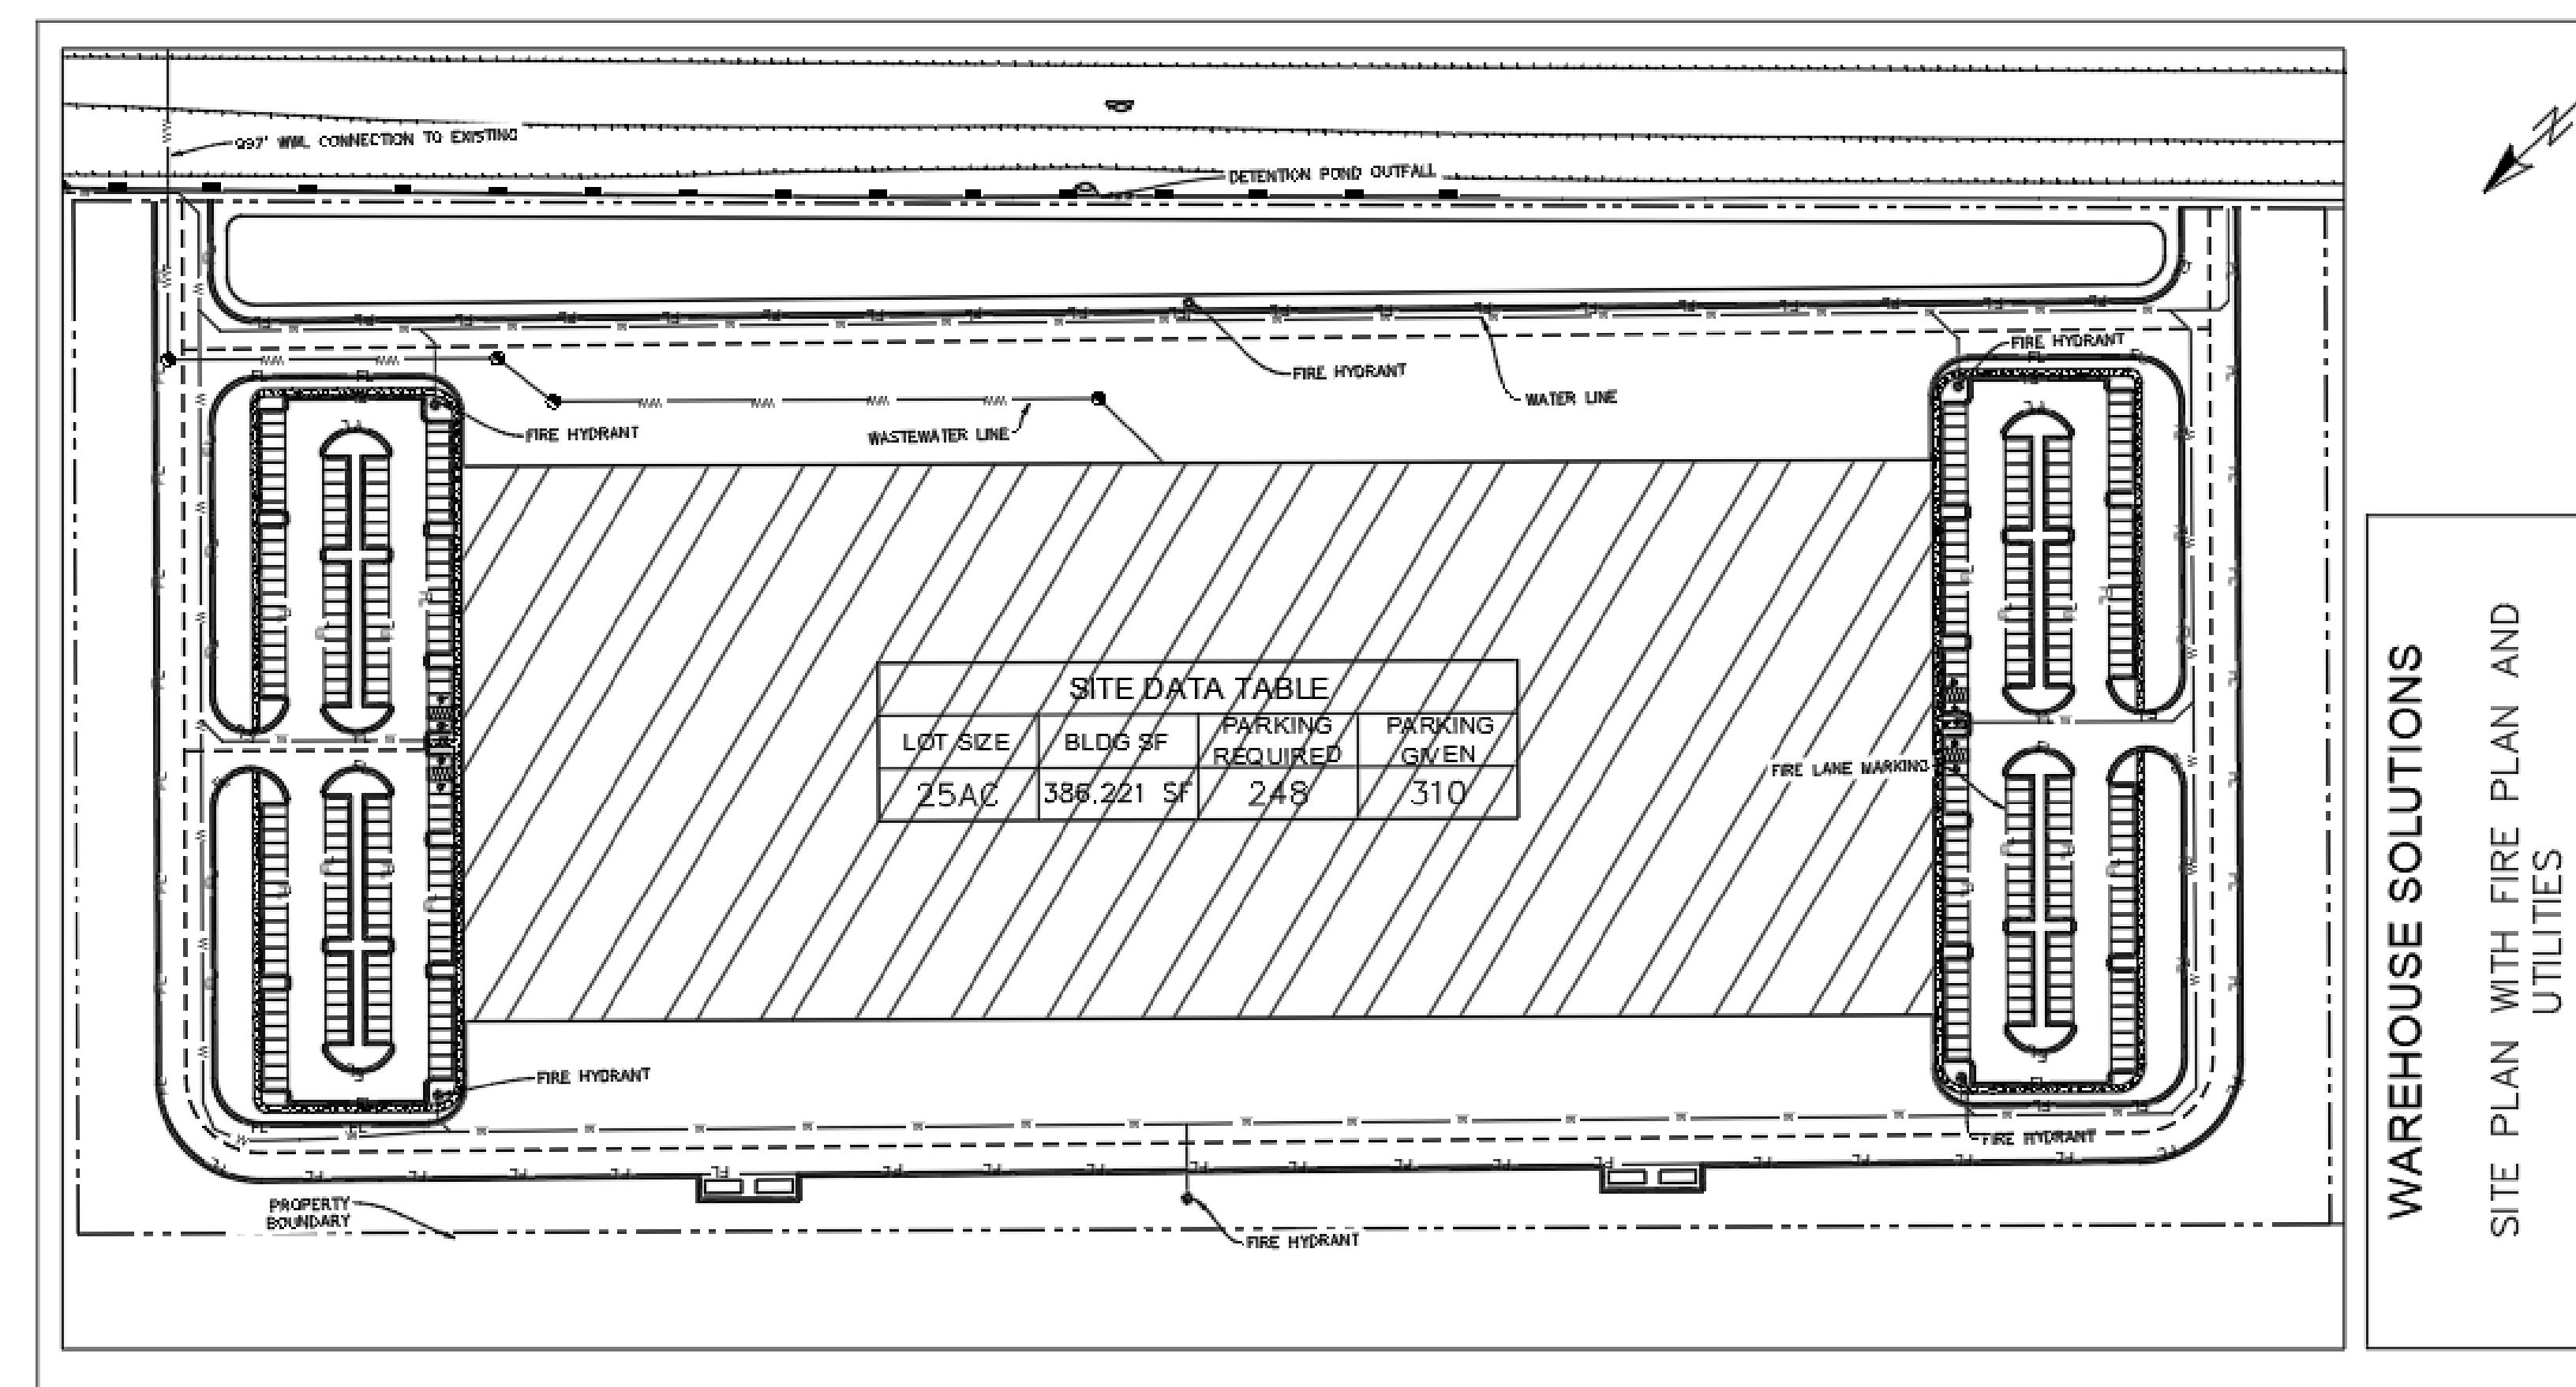 WWL CONNECTION TO EXISTING
DETENTION POND OUTFALL
FIRE HYDRANT
FIRE HYDRANT
WATER LINE
FIRE HYDRANT
WASTEWATER LINE
SITE DATA TABLE
LOT SIZE
BLDG SF
PARKING
REQUIRED
PARKING
GIVEN
25AC
386,221 SF
248
310
FIRE LANE MARKING
FIRE HYDRANT
FIRE HYDRANT
PROPERTY
BOUNDARY
FIRE HYDRANT
WAREHOUSE SOLUTIONS
SITE PLAN WITH FIRE PLAN AND
UTILITIES